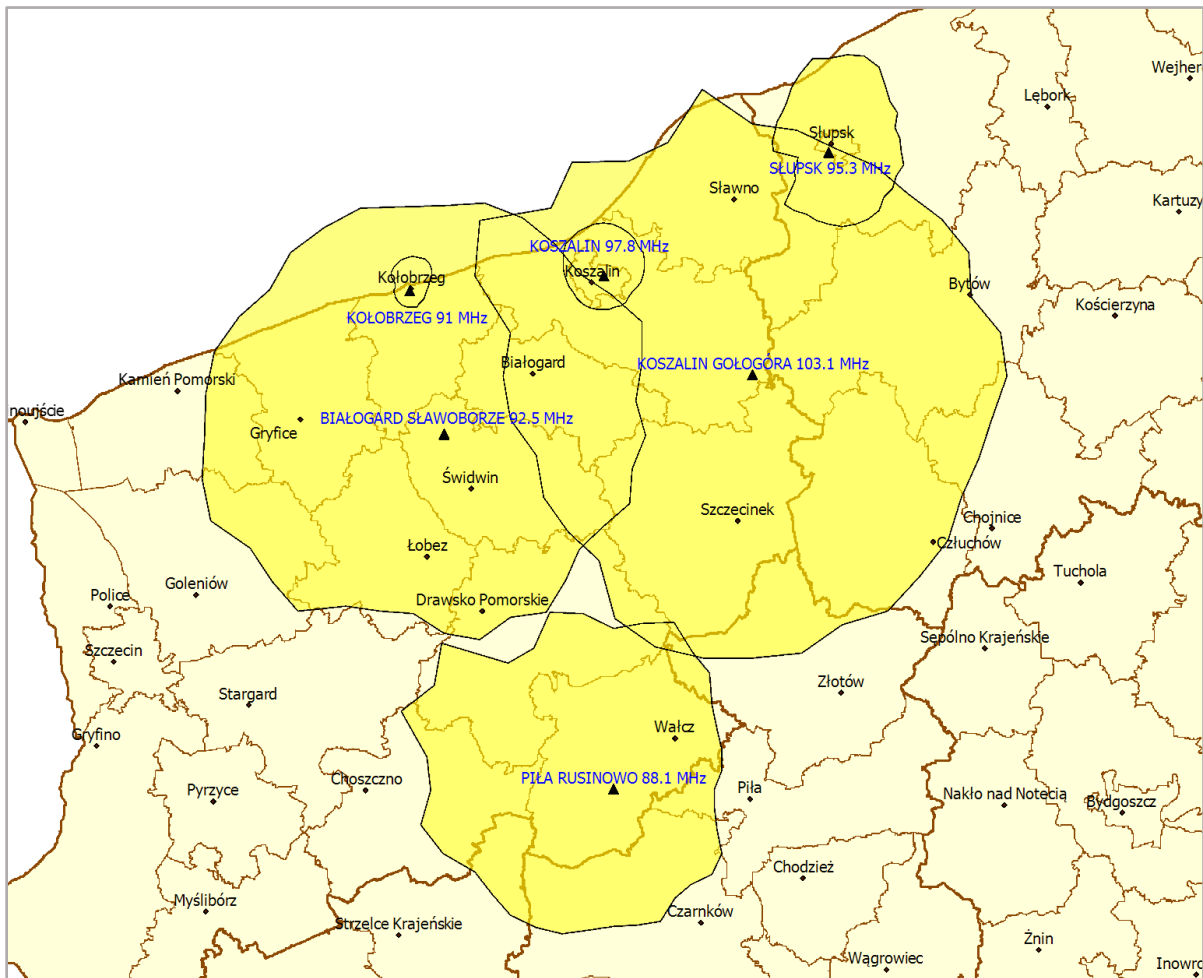 Wejher
Lębork
Słupsk
SŁUPSK 95.3 MHz
Sławno
Kartuzy
KOSZALIN 97.8 MHz
Koszalin
Kołobrzeg
Bytów
KOŁOBRZEG 91 MHz
Kościerzyna
Białogard
KOSZALIN GOŁOGÓRA 103.1 MHz
Kamień Pomorski
noujście
BIAŁOGARD SŁAWOBORZE 92.5 MHz
Gryfice
Świdwin
Szczecinek
Chojnice
Człuchów
Łobez
Tuchola
Goleniów
Police
Drawsko Pomorskie
Sępólno Krajeńskie
Szczecin
Złotów
Stargard
Wałcz
Gryfino
PIŁA RUSINOWO 88.1 MHz
Choszczno
Piła
Pyrzyce
Nakło nad Notecią
Bydgoszcz
Chodzież
Myślibórz
Czarnków
Strzelce Krajeńskie
Żnin
Wągrowiec
Inowro